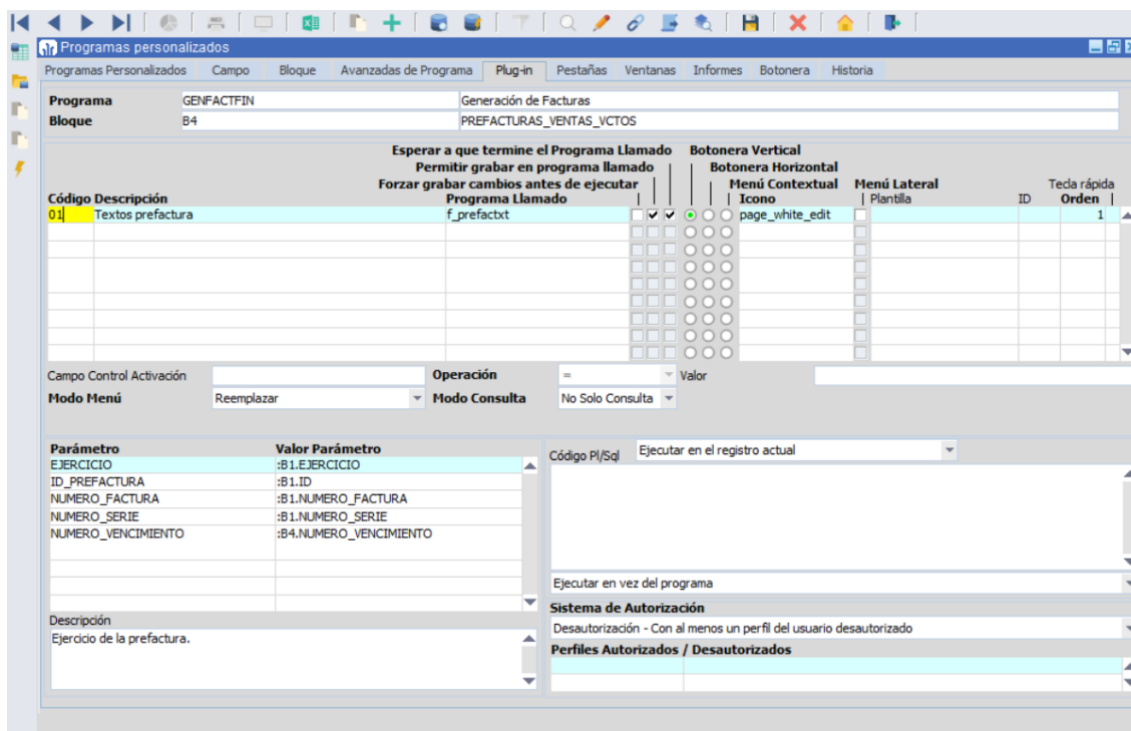 Programas personalizados
Programas Personalizados Campo Bloque Avanzadas de Programa Plug-in Pestañas Ventanas Informes Botonera Historia
Programa GENFACTFIN Generación de Facturas
Bloque B4 PREFACTURAS_VENTAS_VCTOS
Esperar a que termine el Programa Llamado Botonera Vertical
Permitir grabar en programa llamado Botonera Horizontal
Forzar grabar cambios antes de ejecutar Menú Contextual Menú Lateral Tecla rápida
Código Descripción Programa Llamado Icono Plantilla ID Orden
01 Textos prefactura f_prefactxt page_white_edit 1
Campo Control Activación Operación = Valor
Modo Menú Reemplazar Modo Consulta No Solo Consulta
Parámetro Valor Parámetro Código Pl/Sql Ejecutar en el registro actual
EJERCICIO :B1.EJERCICIO
ID_PREFACTURA :B1.ID
NUMERO_FACTURA :B1.NUMERO_FACTURA
NUMERO_SERIE :B1.NUMERO_SERIE
NUMERO_VENCIMIENTO :B4.NUMERO_VENCIMIENTO
Ejecutar en vez del programa
Descripción Sistema de Autorización
Ejercicio de la prefactura. Desautorización - Con al menos un perfil del usuario desautorizado
Perfiles Autorizados / Desautorizados